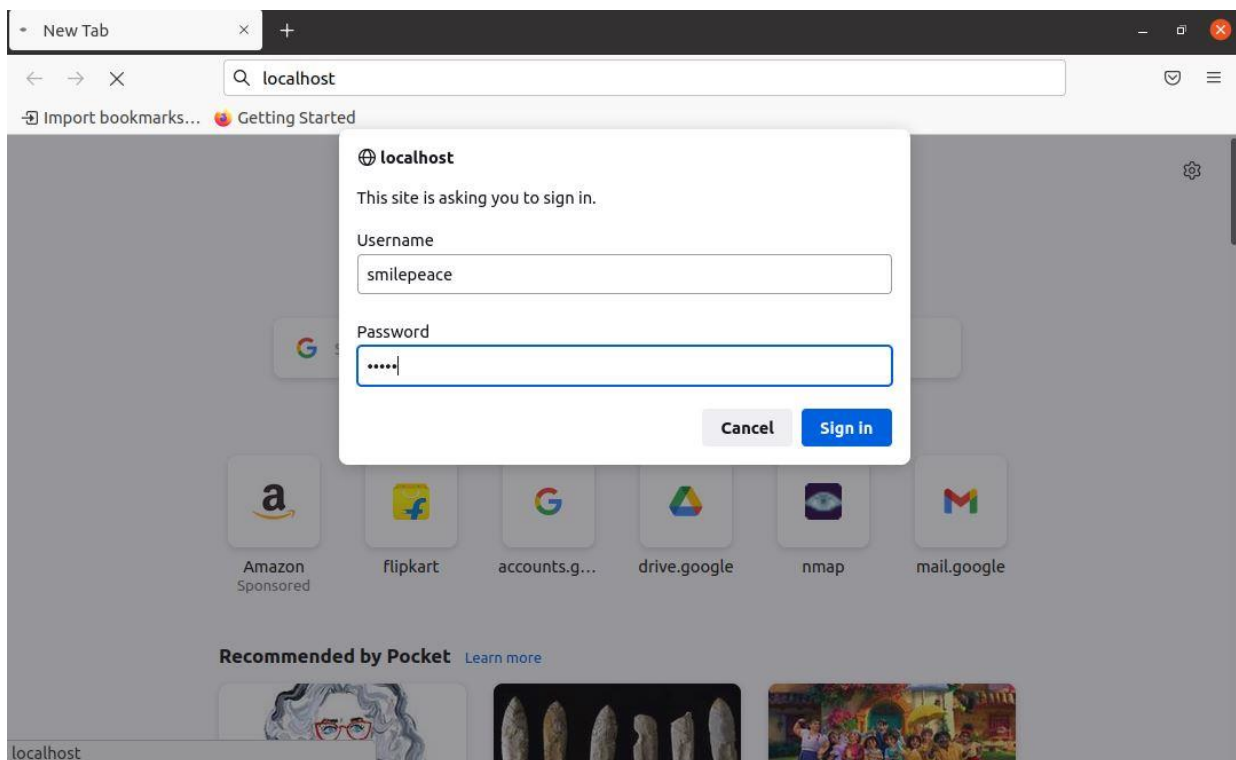 New Tab
localhost
Import bookmarks... Getting Started
localhost
This site is asking you to sign in.
Username
smilepeace
Password
•••••
Cancel Sign in
Amazon flipkart accounts.g... drive.google nmap mail.google
Sponsored
Recommended by Pocket Learn more
localhost